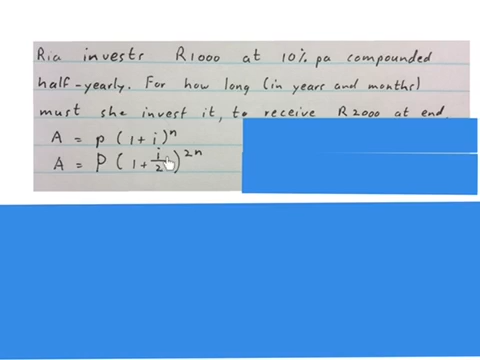 Ria invests R1000 at 10% pa compounded
half-yearly. For how long (in years and months)
must she invest it, to receive R2000 at end.
A = p (1+i)^n
A = P (1+i/2)^2n